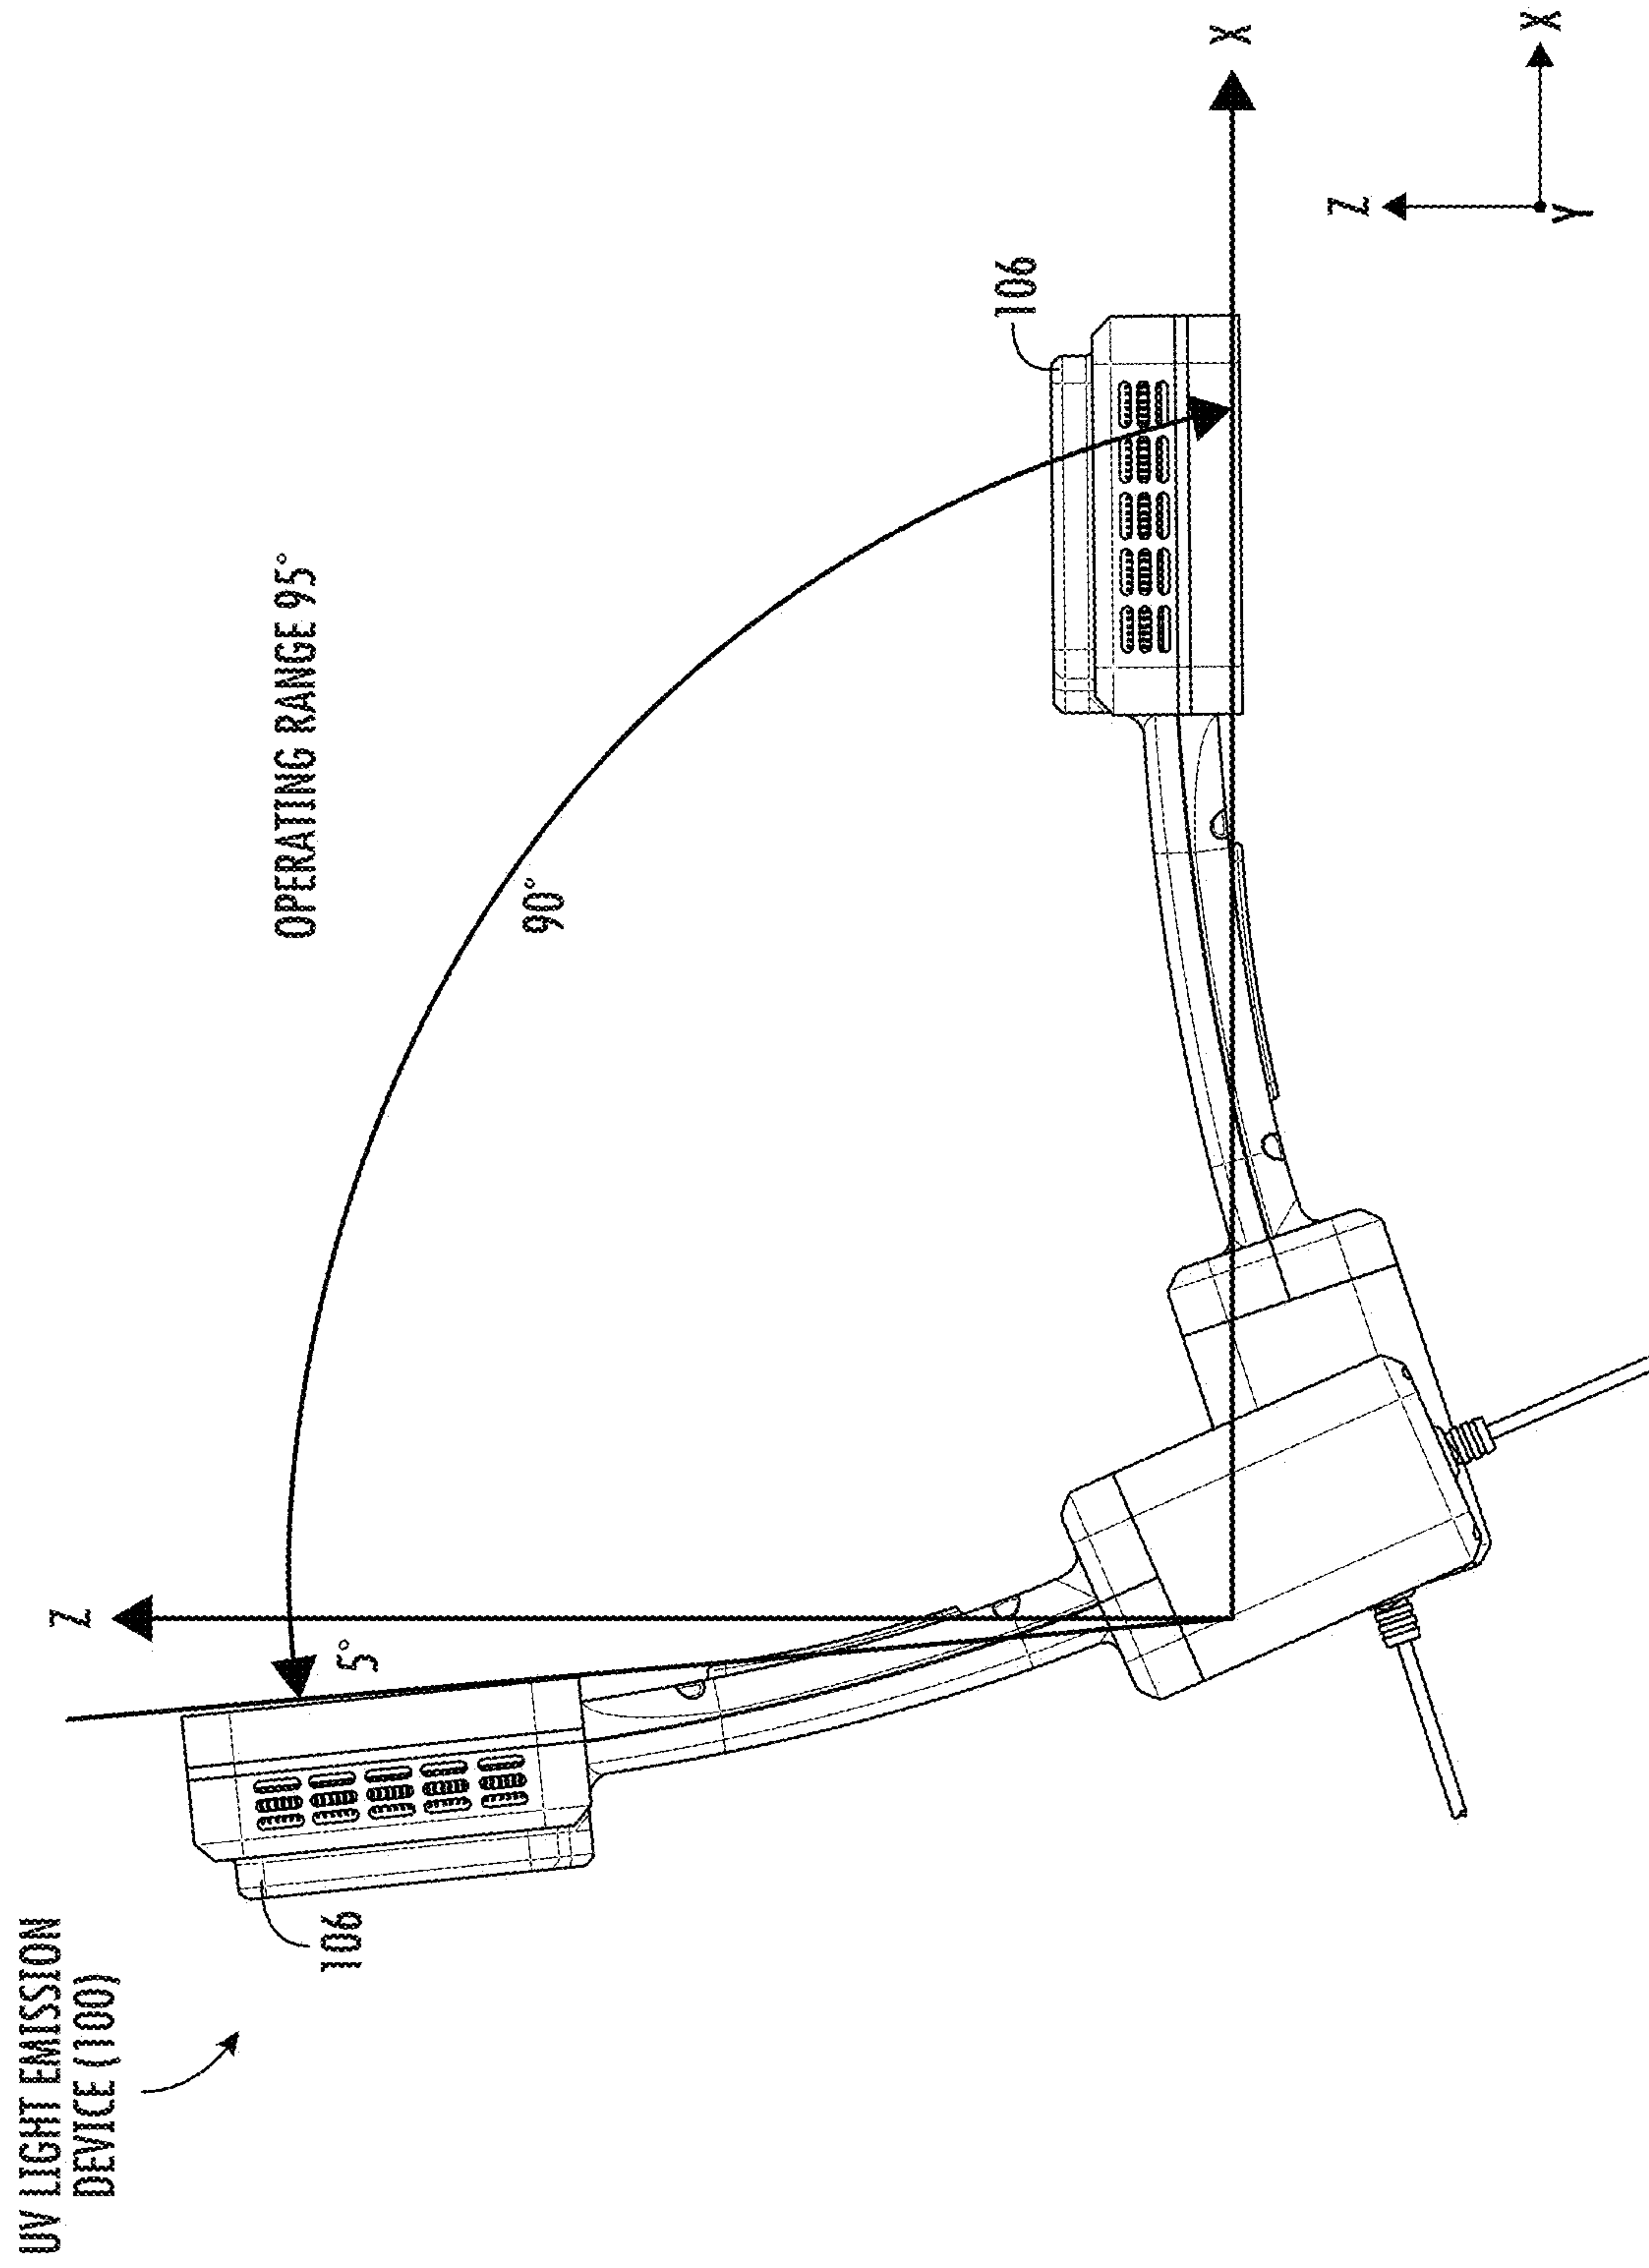 UV LIGHT EMISSION
DEVICE (100)
106
5°
Z
OPERATING RANGE 95°
90°
106
X
Z
X
Y